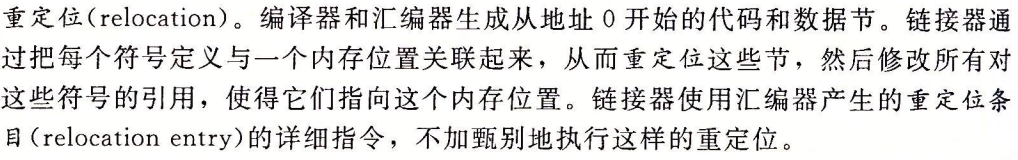 重定位(relocation)。编译器和汇编器生成从地址 0 开始的代码和数据节。链接器通
过把每个符号定义与一个内存位置关联起来，从而重定位这些节，然后修改所有对
这些符号的引用，使得它们指向这个内存位置。链接器使用汇编器产生的重定位条
目(relocation entry)的详细指令，不加甄别地执行这样的重定位。